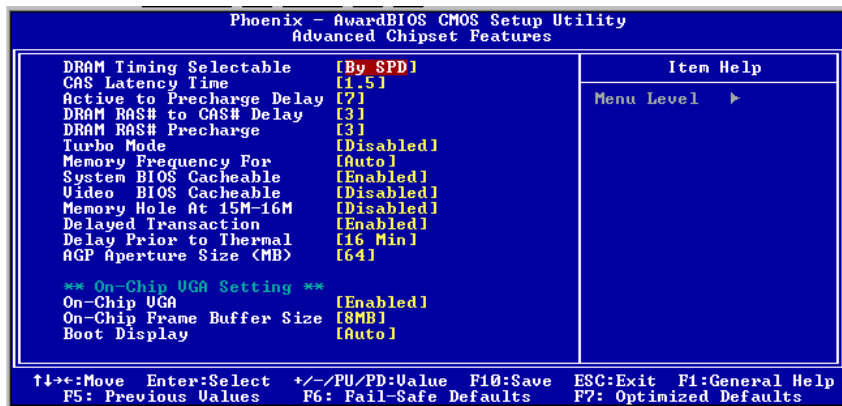 Phoenix - AwardBIOS CMOS Setup Utility
Advanced Chipset Features
DRAM Timing Selectable [By SPD]
CAS Latency Time [1.5]
Active to Precharge Delay [7]
DRAM RAS# to CAS# Delay [3]
DRAM RAS# Precharge [3]
Turbo Mode [Disabled]
Memory Frequency For [Auto]
System BIOS Cacheable [Enabled]
Video BIOS Cacheable [Disabled]
Memory Hole At 15M-16M [Disabled]
Delayed Transaction [Enabled]
Delay Prior to Thermal [16 Min]
AGP Aperture Size (MB) [64]
** On-Chip VGA Setting **
On-Chip VGA [Enabled]
On-Chip Frame Buffer Size [8MB]
Boot Display [Auto]
Item Help
Menu Level ▶
↑↓→←:Move Enter:Select +/-/PU/PD:Value F10:Save ESC:Exit F1:General Help
F5: Previous Values F6: Fail-Safe Defaults F7: Optimized Defaults